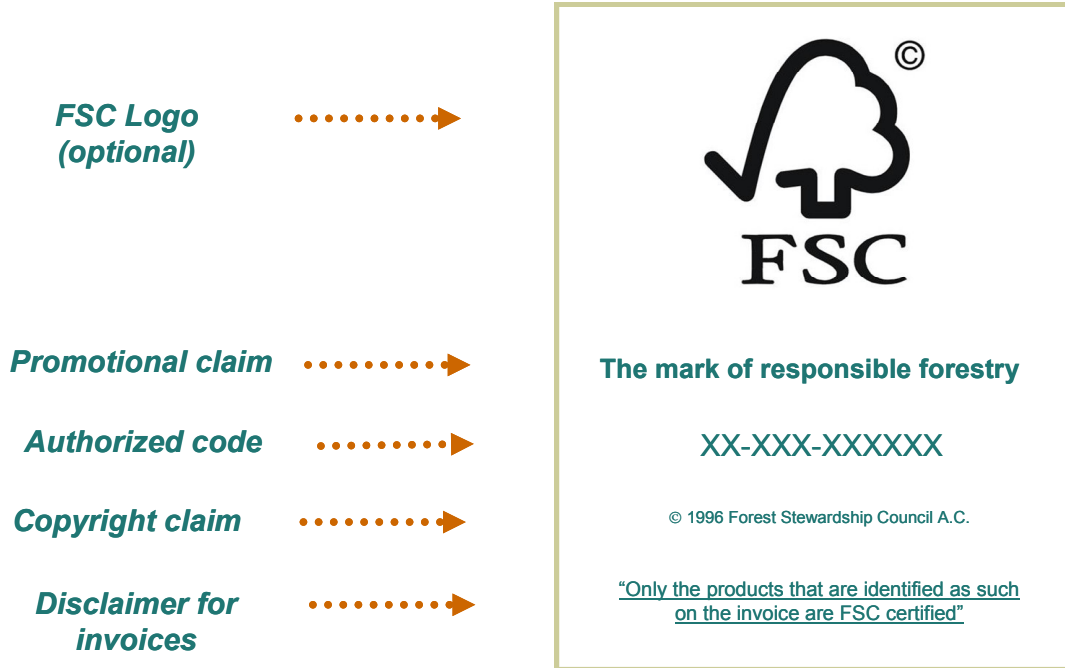 FSC Logo
(optional)
©
FSC
Promotional claim
The mark of responsible forestry
Authorized code
XX-XXX-XXXXXX
Copyright claim
© 1996 Forest Stewardship Council A.C.
Disclaimer for
invoices
“Only the products that are identified as such
on the invoice are FSC certified”